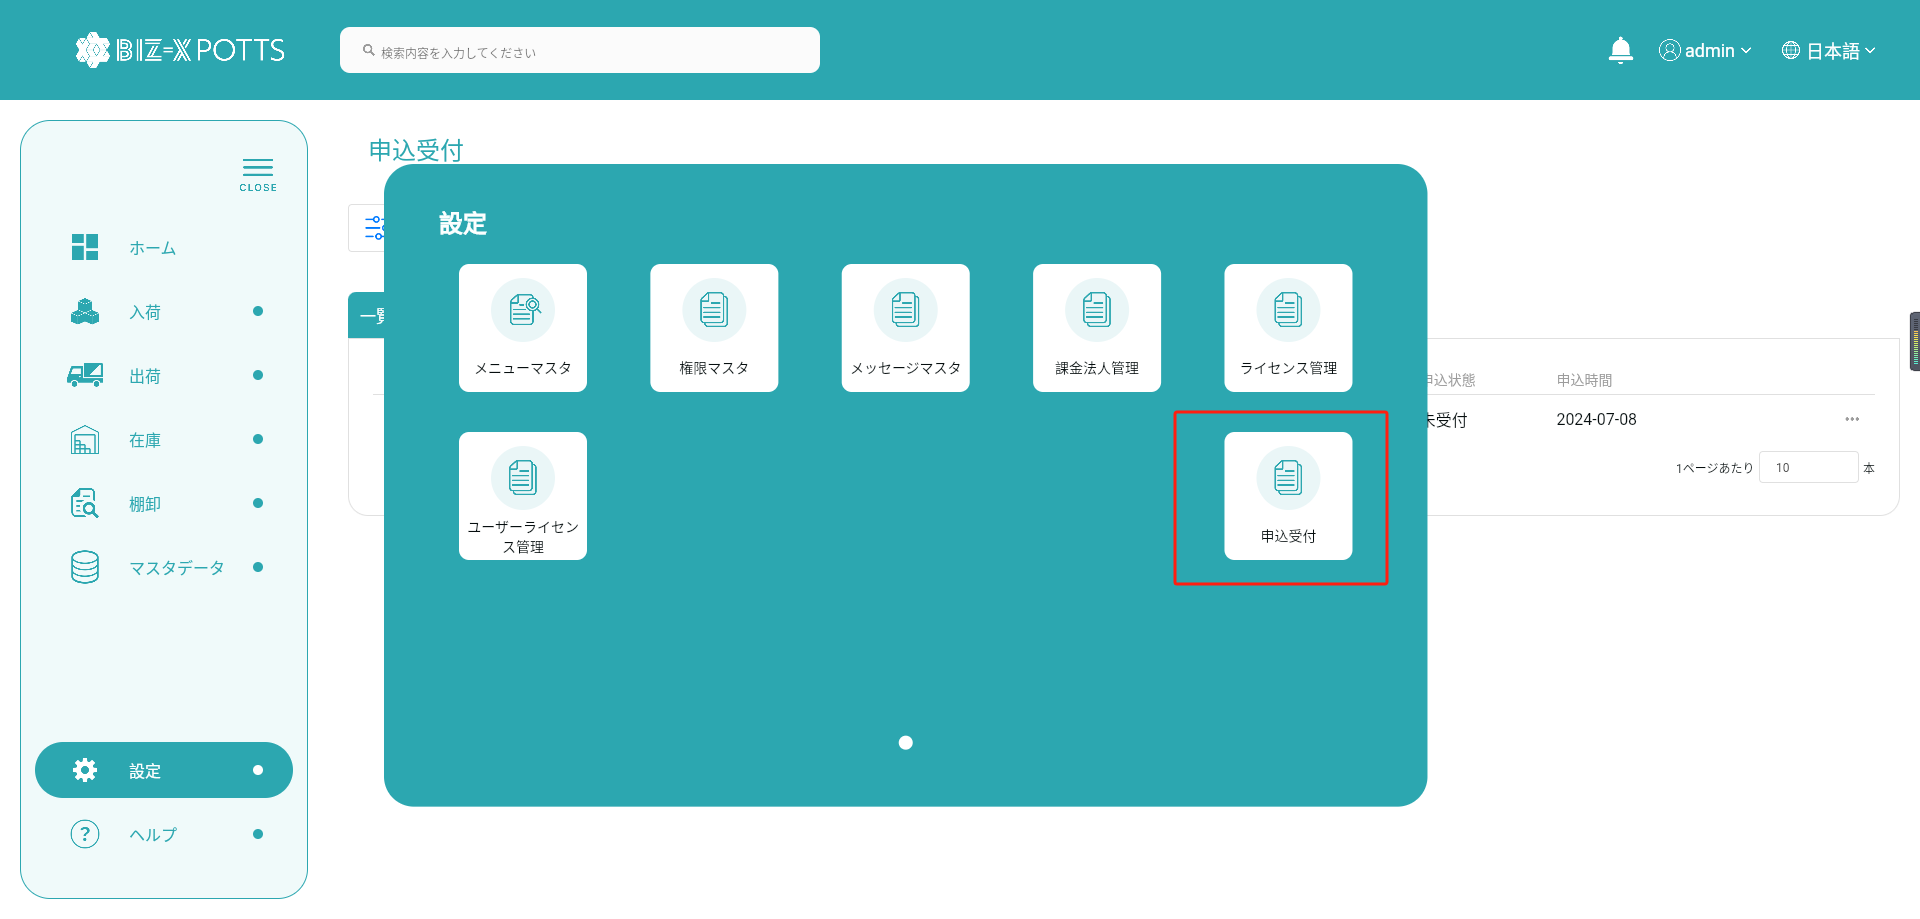 BIZ=X POTTS
検索内容を入力してください
admin
日本語
CLOSE
ホーム
入荷
出荷
在庫
棚卸
マスタデータ
設定
ヘルプ
申込受付
一覧
設定
メニューマスタ
権限マスタ
メッセージマスタ
課金法人管理
ライセンス管理
ユーザーライセン
ス管理
申込受付
申込状態
申込時間
未受付
2024-07-08
1ページあたり
10
本